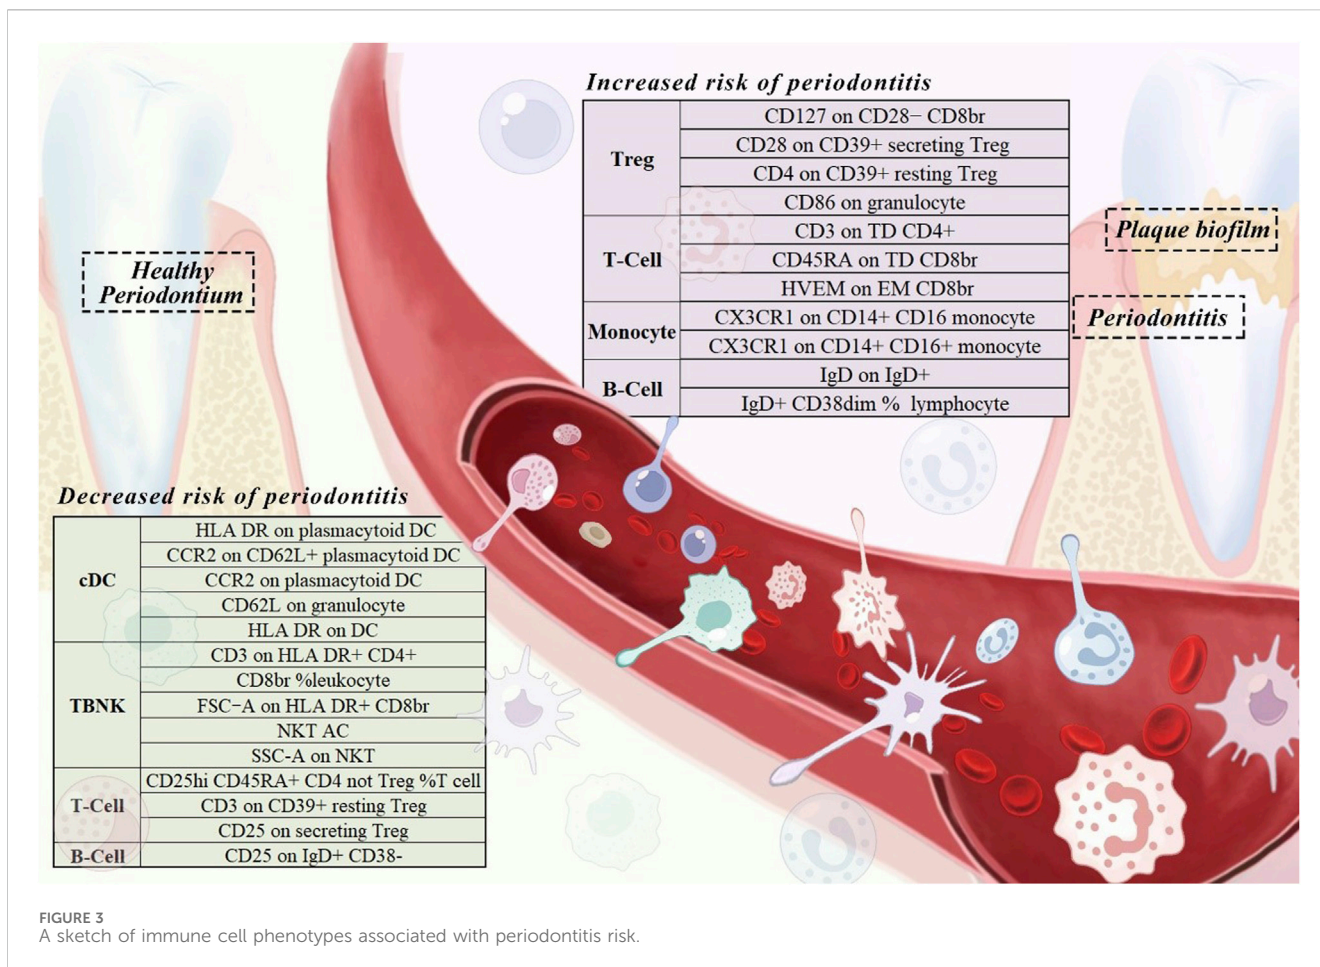 Increased risk of periodontitis
Treg
CD127 on CD28− CD8br
CD28 on CD39+ secreting Treg
CD4 on CD39+ resting Treg
CD86 on granulocyte
T-Cell
CD3 on TD CD4+
CD45RA on TD CD8br
HVEM on EM CD8br
Monocyte
CX3CR1 on CD14+ CD16 monocyte
CX3CR1 on CD14+ CD16+ monocyte
B-Cell
IgD on IgD+
IgD+ CD38dim % lymphocyte
Healthy
Periodontium
Plaque biofilm
Periodontitis
Decreased risk of periodontitis
cDC
HLA DR on plasmacytoid DC
CCR2 on CD62L+ plasmacytoid DC
CCR2 on plasmacytoid DC
CD62L on granulocyte
HLA DR on DC
TBNK
CD3 on HLA DR+ CD4+
CD8br %leukocyte
FSC−A on HLA DR+ CD8br
NKT AC
SSC-A on NKT
T-Cell
CD25hi CD45RA+ CD4 not Treg %T cell
CD3 on CD39+ resting Treg
CD25 on secreting Treg
B-Cell
CD25 on IgD+ CD38-
FIGURE 3
A sketch of immune cell phenotypes associated with periodontitis risk.